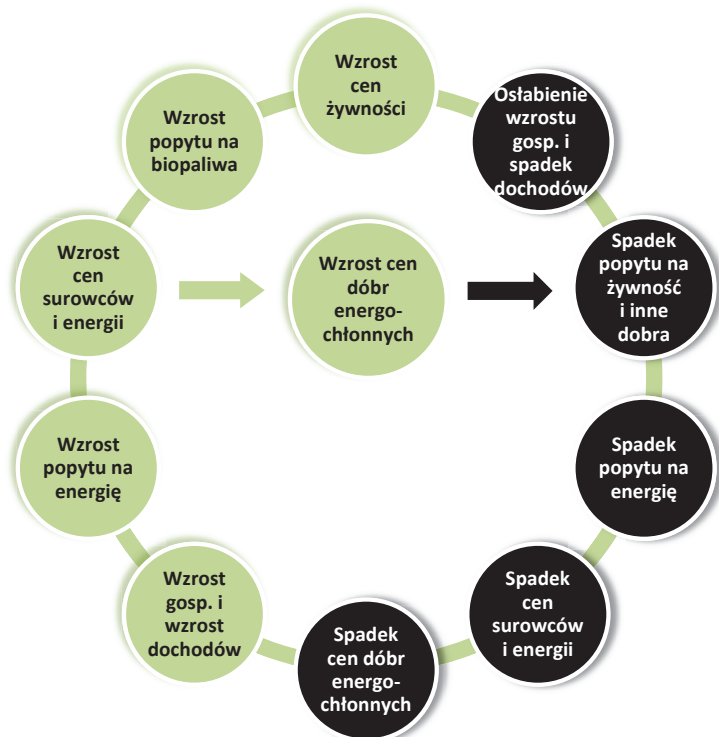 Wzrost
cen
żywności
Osłabienie
wzrostu
gosp. i
spadek
dochodów
Spadek
popytu na
żywność
i inne
dobra
Spadek
popytu na
energię
Spadek
cen
surowców
i energii
Spadek
cen dóbr
energo-
chłonnych
Wzrost
gosp. i
wzrost
dochodów
Wzrost
popytu na
energię
Wzrost
cen
surowców
i energii
Wzrost
popytu na
biopaliwa
Wzrost cen
dóbr
energo-
chłonnych